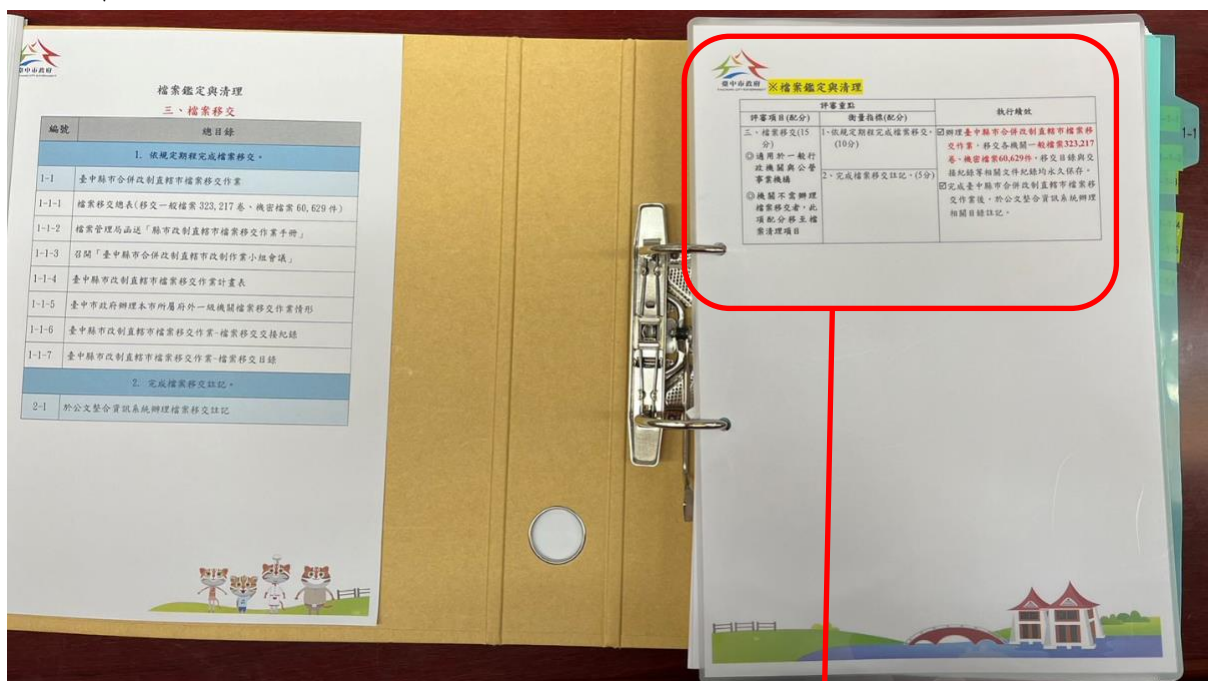 臺中市政府
檔案鑑定與清理
三、檔案移交
編號 總目錄
1. 依規定期程完成檔案移交。
1-1 臺中縣市合併改制直轄市檔案移交作業
1-1-1 檔案移交總表(移交一般檔案 323,217 卷、機密檔案 60,629 件)
1-1-2 檔案管理局函送「縣市改制直轄市檔案移交作業手冊」
1-1-3 召開「臺中縣市合併改制直轄市改制作業小組會議」
1-1-4 臺中縣市改制直轄市檔案移交作業計畫表
1-1-5 臺中市政府辦理本市所屬府外一級機關檔案移交作業情形
1-1-6 臺中縣市改制直轄市檔案移交作業-檔案移交交接紀錄
1-1-7 臺中縣市改制直轄市檔案移交作業-檔案移交目錄
2. 完成檔案移交註記。
2-1 於公文整合資訊系統辦理檔案移交註記
臺中市政府
※檔案鑑定與清理
評審重點
執行績效
評審項目(配分) 衡量指標(配分)
三、檔案移交(15
分)
◎適用於一般行
政機關與公營
事業機構
◎機關不需辦理
檔案移交者,此
項配分移至檔
案清理項目
1、依規定期程完成檔案移交。
(10分)
2、完成檔案移交註記。(5分)
☑辦理臺中縣市合併改制直轄市檔案移
交作業,移交各機關一般檔案323,217
卷、機密檔案60,629件,移交目錄與交
接紀錄等相關文件紀錄均永久保存。
☑完成臺中縣市合併改制直轄市檔案移
交作業後,於公文整合資訊系統辦理
相關目錄註記。
1-1